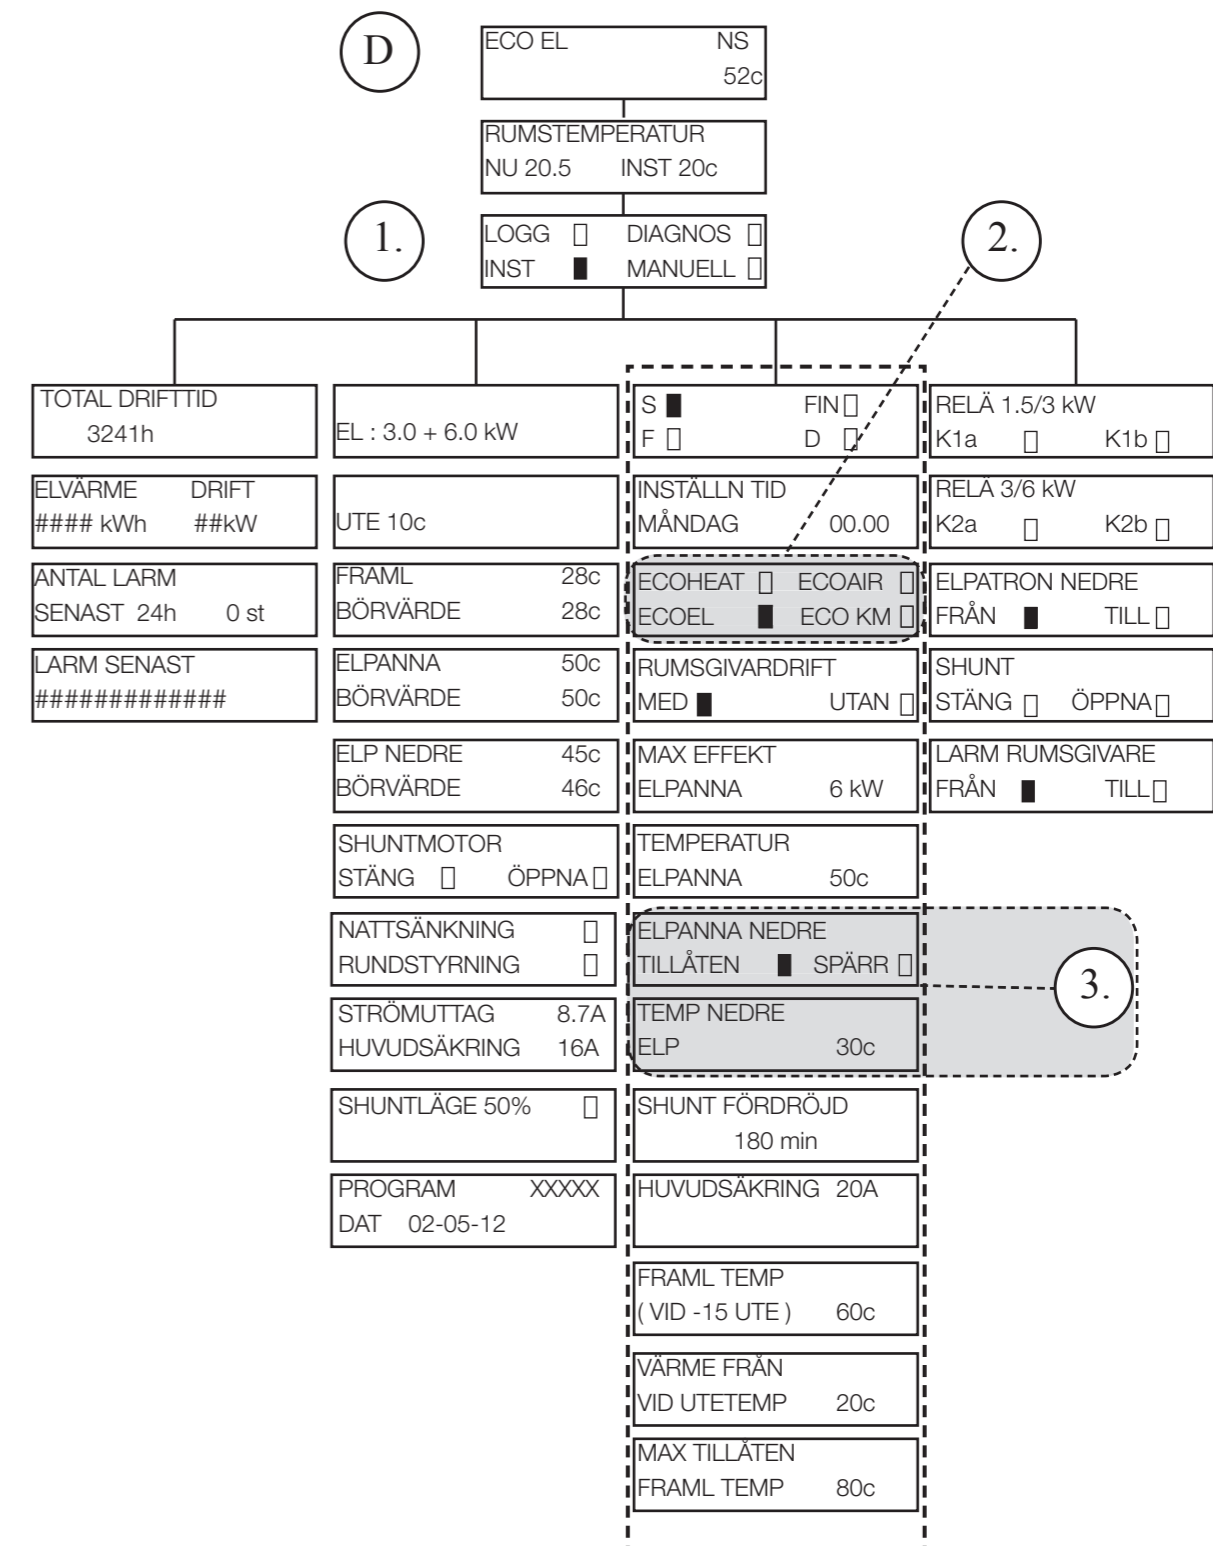 D
ECO EL NS
52c
RUMSTEMPERATUR
NU 20.5 INST 20c
1.
LOGG ▯ DIAGNOS ▯
INST ▮ MANUELL ▯
2.
TOTAL DRIFTTID
3241h
ELVÄRME DRIFT
#### kWh ##kW
ANTAL LARM
SENAST 24h 0 st
LARM SENAST
#############
EL : 3.0 + 6.0 kW
UTE 10c
FRAML 28c
BÖRVÄRDE 28c
ELPANNA 50c
BÖRVÄRDE 50c
ELP NEDRE 45c
BÖRVÄRDE 46c
SHUNTMOTOR
STÄNG ▯ ÖPPNA ▯
NATTSÄNKNING ▯
RUNDSTYRNING ▯
STRÖMUTTAG 8.7A
HUVUDSÄKRING 16A
SHUNTLÄGE 50% ▯
PROGRAM XXXXX
DAT 02-05-12
S ▮ FIN ▯
F ▯ D ▯
INSTÄLLN TID
MÅNDAG 00.00
ECOHEAT ▯ ECOAIR ▯
ECOEL ▮ ECO KM ▯
RUMSGIVARDRIFT
MED ▮ UTAN ▯
MAX EFFEKT
ELPANNA 6 kW
TEMPERATUR
ELPANNA 50c
ELPANNA NEDRE
TILLÅTEN ▮ SPÄRR ▯
TEMP NEDRE
ELP 30c
3.
SHUNT FÖRDRÖJD
180 min
HUVUDSÄKRING 20A
FRAML TEMP
( VID -15 UTE ) 60c
VÄRME FRÅN
VID UTETEMP 20c
MAX TILLÅTEN
FRAML TEMP 80c
RELÄ 1.5/3 kW
K1a ▯ K1b ▯
RELÄ 3/6 kW
K2a ▯ K2b ▯
ELPATRON NEDRE
FRÅN ▮ TILL ▯
SHUNT
STÄNG ▯ ÖPPNA ▯
LARM RUMSGIVARE
FRÅN ▮ TILL ▯